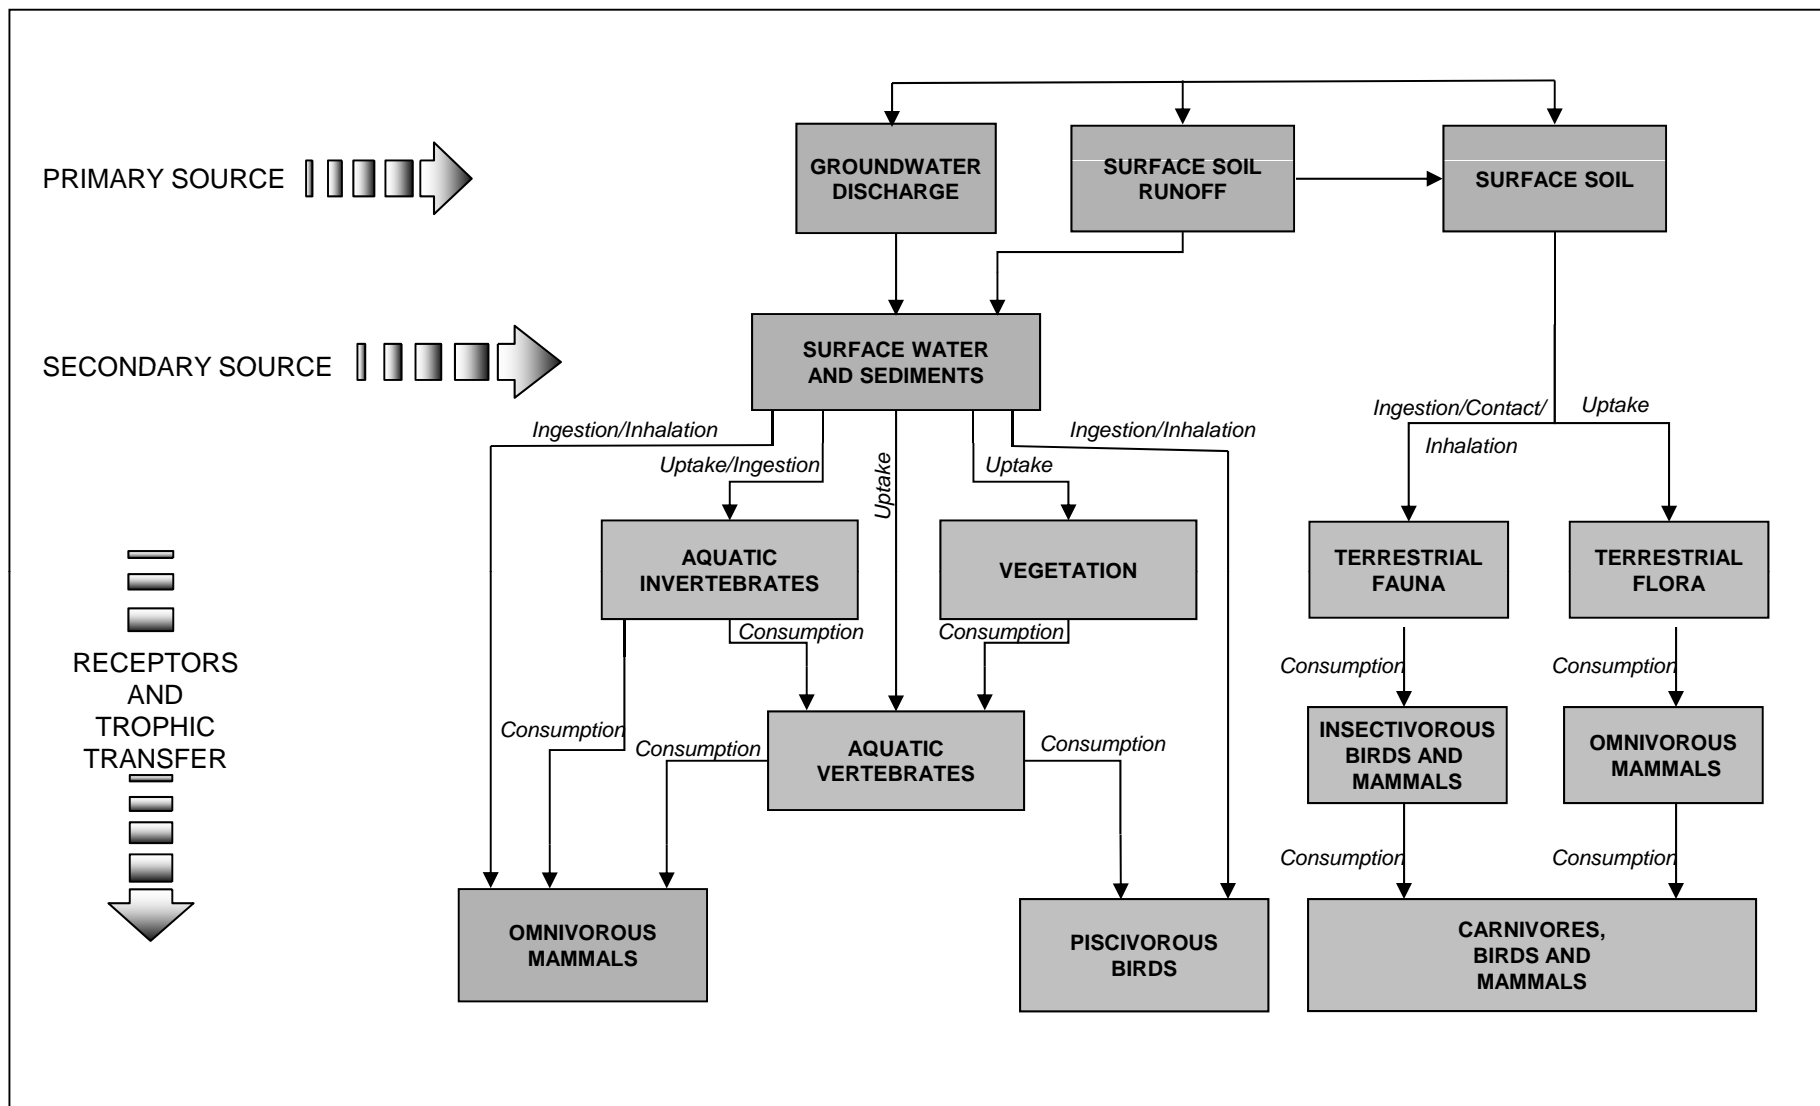 PRIMARY SOURCE
GROUNDWATER
DISCHARGE
SURFACE SOIL
RUNOFF
SURFACE SOIL
SECONDARY SOURCE
SURFACE WATER
AND SEDIMENTS
Ingestion/Inhalation
Uptake/Ingestion
Uptake
Uptake
Ingestion/Inhalation
Ingestion/Contact/
Inhalation
Uptake
AQUATIC
INVERTEBRATES
VEGETATION
TERRESTRIAL
FAUNA
TERRESTRIAL
FLORA
Consumption
Consumption
Consumption
Consumption
RECEPTORS
AND
TROPHIC
TRANSFER
Consumption
Consumption
AQUATIC
VERTEBRATES
Consumption
INSECTIVOROUS
BIRDS AND
MAMMALS
OMNIVOROUS
MAMMALS
Consumption
Consumption
OMNIVOROUS
MAMMALS
PISCIVOROUS
BIRDS
CARNIVORES,
BIRDS AND
MAMMALS